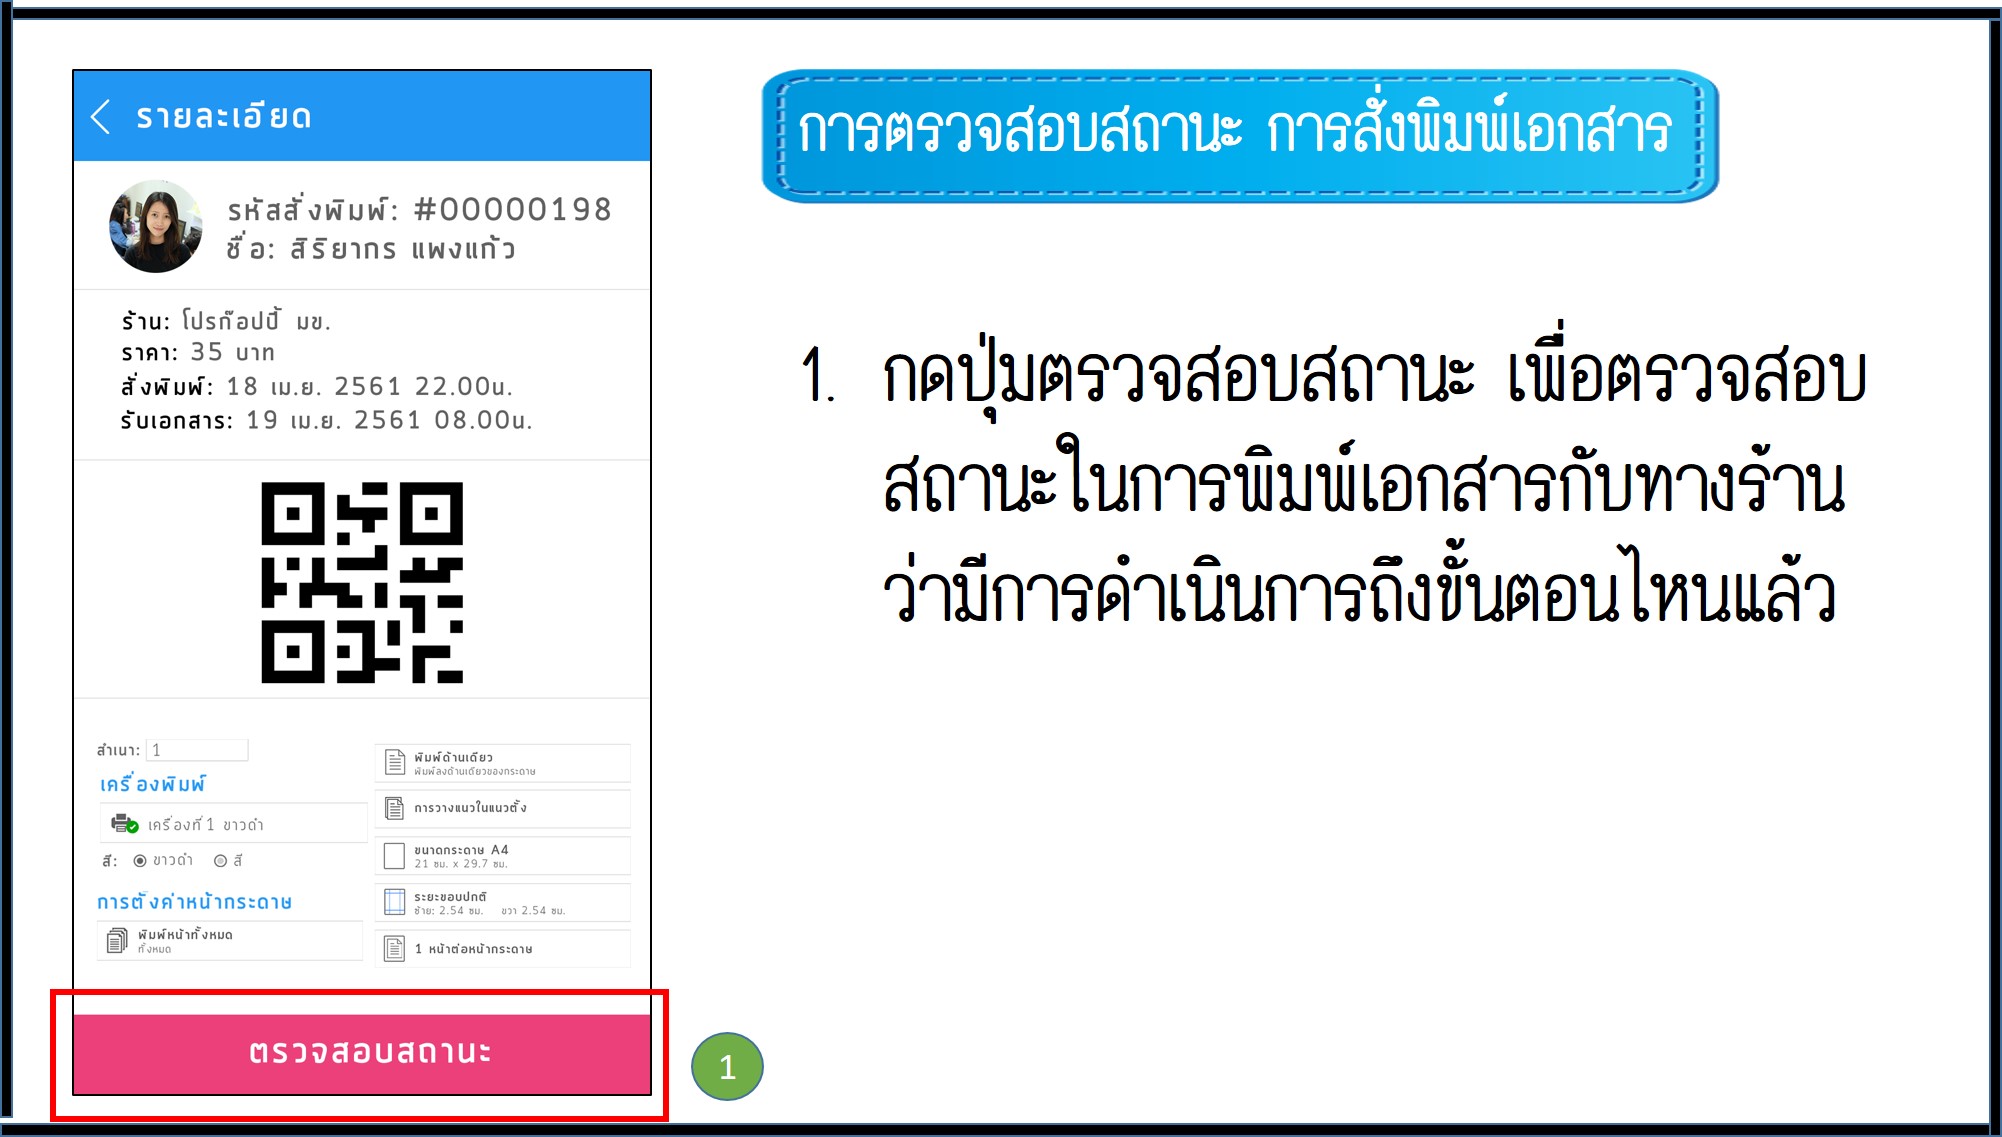 รายละเอียด
รหัสสั่งพิมพ์: #00000198
ชื่อ: สิริยากร แพงแก้ว
ร้าน: โปรก๊อปปี้ มข.
ราคา: 35 บาท
สั่งพิมพ์: 18 เม.ย. 2561 22.00น.
รับเอกสาร: 19 เม.ย. 2561 08.00น.
สำเนา: 1
เครื่องพิมพ์
เครื่องที่ 1 ขาวดำ
สี: ขาวดำ สี
การตั้งค่าหน้ากระดาษ
พิมพ์หน้าทั้งหมด
ทั้งหมด
พิมพ์ด้านเดียว
พิมพ์ลงด้านเดียวของกระดาษ
การวางแนวในแนวตั้ง
ขนาดกระดาษ A4
21 ซม. x 29.7 ซม.
ระยะขอบปกติ
ซ้าย: 2.54 ซม. ขวา 2.54 ซม.
1 หน้าต่อหน้ากระดาษ
ตรวจสอบสถานะ
1
การตรวจสอบสถานะ การสั่งพิมพ์เอกสาร
1. กดปุ่มตรวจสอบสถานะ เพื่อตรวจสอบ
สถานะในการพิมพ์เอกสารกับทางร้าน
ว่ามีการดำเนินการถึงขั้นตอนไหนแล้ว